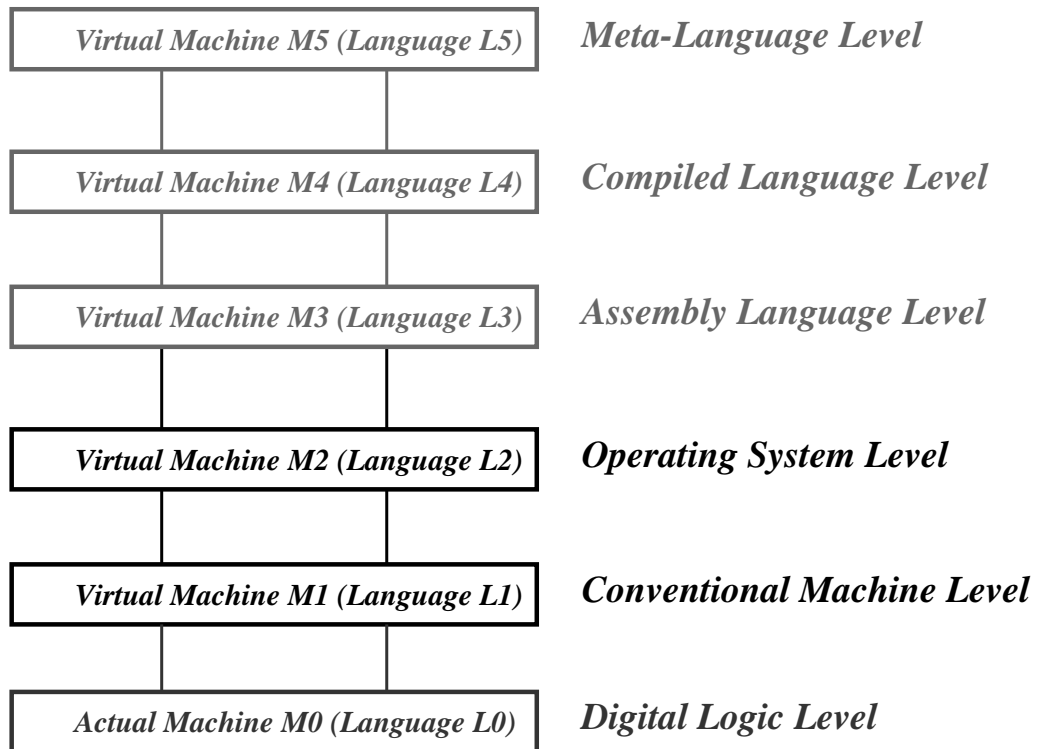 Virtual Machine M5 (Language L5) Meta-Language Level
Virtual Machine M4 (Language L4) Compiled Language Level
Virtual Machine M3 (Language L3) Assembly Language Level
Virtual Machine M2 (Language L2) Operating System Level
Virtual Machine M1 (Language L1) Conventional Machine Level
Actual Machine M0 (Language L0) Digital Logic Level